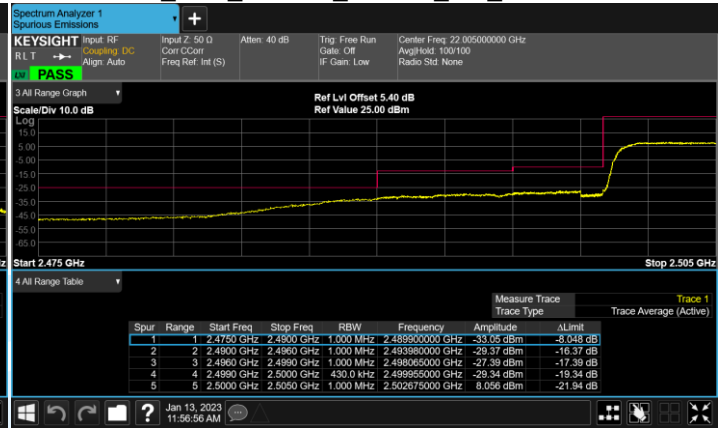 Spectrum Analyzer 1
Spurious Emissions
+
KEYSIGHT Input: RF Input Z: 50 Ω Atten: 40 dB Trig: Free Run Center Freq: 22.005000000 GHz
RLT Coupling: DC Corr CCorr Gate: Off Avg|Hold: 100/100
Align: Auto Freq Ref: Int (S) IF Gain: Low Radio Std: None
LV PASS
3 All Range Graph
Ref Lvl Offset 5.40 dB
Scale/Div 10.0 dB Ref Value 25.00 dBm
Log
15.0
5.00
-5.00
-15.0
-25.0
-35.0
-45.0
-55.0
-65.0
Start 2.475 GHz Stop 2.505 GHz
4 All Range Table
Measure Trace Trace 1
Trace Type Trace Average (Active)
Spur Range Start Freq Stop Freq RBW Frequency Amplitude ΔLimit
1 1 2.4750 GHz 2.4900 GHz 1.000 MHz 2.489900000 GHz -33.05 dBm -8.048 dB
2 2 2.4900 GHz 2.4960 GHz 1.000 MHz 2.493980000 GHz -29.37 dBm -16.37 dB
3 3 2.4960 GHz 2.4990 GHz 1.000 MHz 2.498065000 GHz -27.39 dBm -17.39 dB
4 4 2.4990 GHz 2.5000 GHz 430.0 kHz 2.499955000 GHz -29.34 dBm -19.34 dB
5 5 2.5000 GHz 2.5050 GHz 1.000 MHz 2.502675000 GHz 8.056 dBm -21.94 dB
? Jan 13, 2023
11:56:56 AM